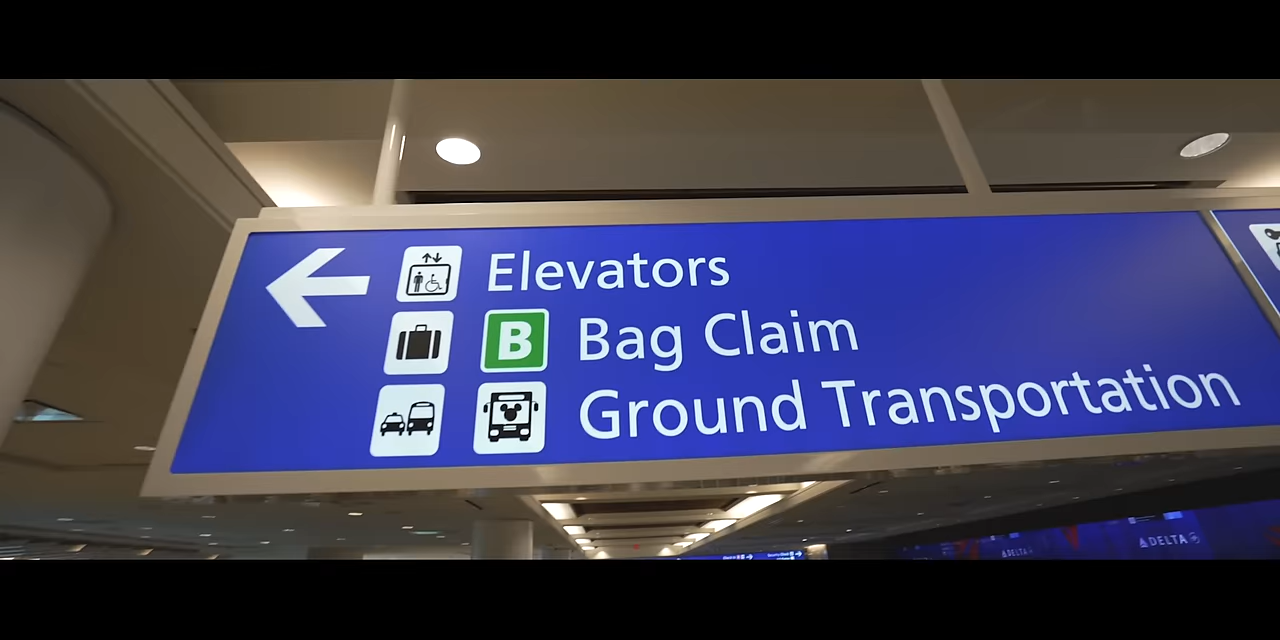 Elevators
B Bag Claim
Ground Transportation
DELTA
DELTA